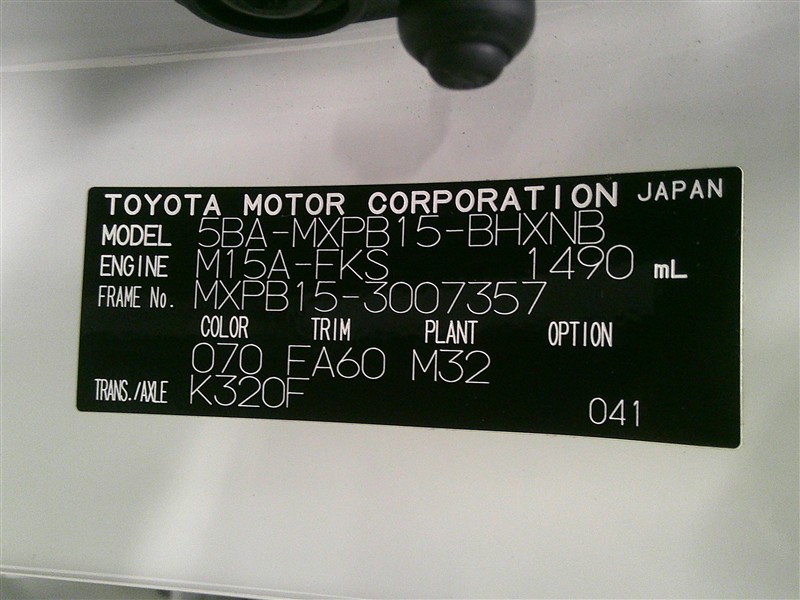 TOYOTA MOTOR CORPORATION JAPAN
MODEL 5BA-MXPB15-BHXNB
ENGINE M15A-FKS 1490 mL
FRAME No. MXPB15-3007357
COLOR TRIM PLANT OPTION
070 FA60 M32
TRANS./AXLE K320F
041